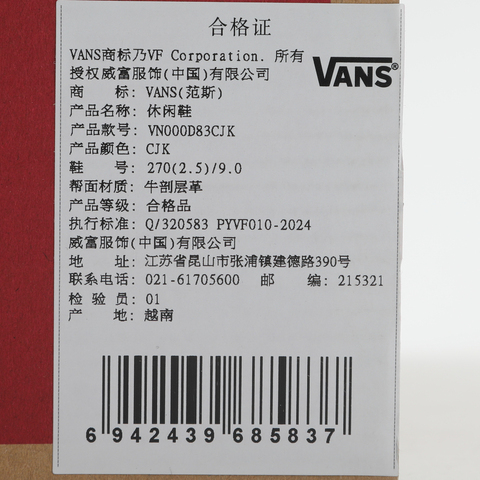 合格证
VANS商标乃VF Corporation. 所有
授权威富服饰(中国)有限公司
VANS®
商 标: VANS(范斯)
产品名称: 休闲鞋
产品款号: VN000D83CJK
产品颜色: CJK
鞋 号: 270(2.5)/9.0
帮面材质: 牛剖层革
产品等级: 合格品
执行标准: Q/320583 PYVF010-2024
威富服饰(中国)有限公司
地 址: 江苏省昆山市张浦镇建德路390号
联系电话: 021-61705600 邮 编: 215321
检 验 员: 01
产 地: 越南
6 942439 685837